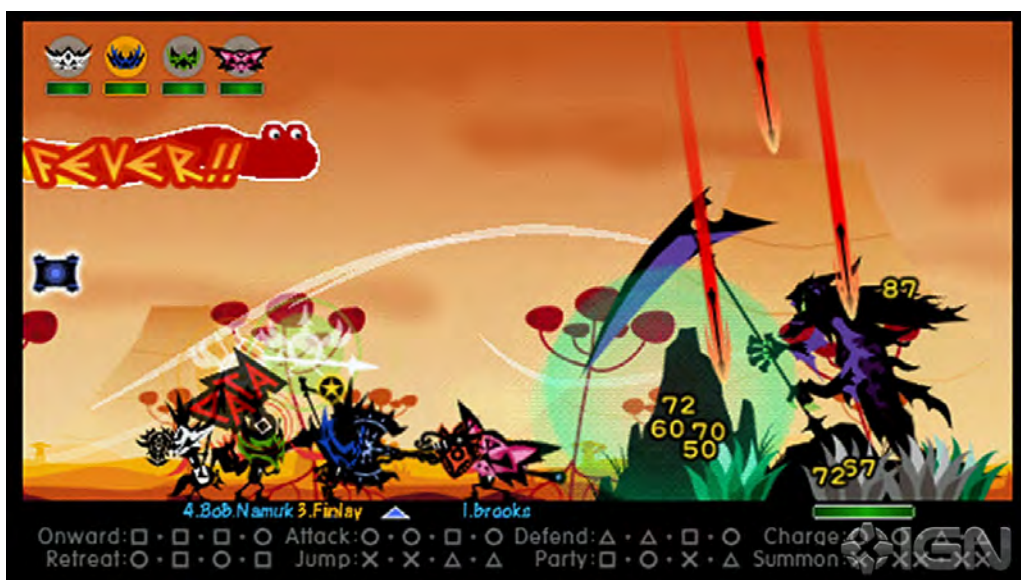 FEVER!!
87
72
60 70
50
72 57
4.BoB.Namuk 3.Finlay 1.brooks
Onward:□・□・□・○ Attack:○・○・□・○ Defend:△・△・□・○ Charge:
Retreat:○・□・○・□ Jump:×・×・△・△ Party:□・○・×・△ Summon:
IGN